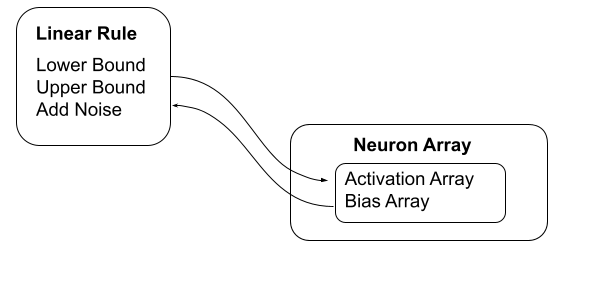 Linear Rule
Lower Bound
Upper Bound
Add Noise
Neuron Array
Activation Array
Bias Array